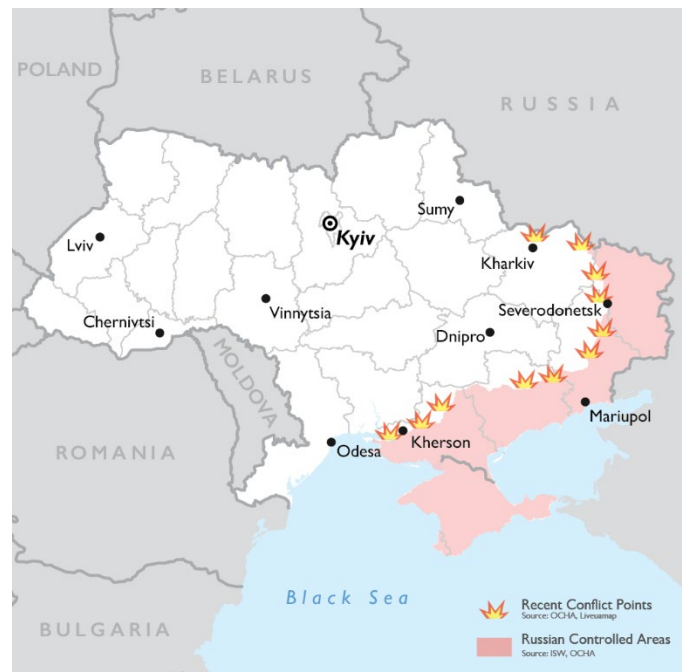 POLAND
BELARUS
RUSSIA
Sumy
Kyiv
Lviv
Kharkiv
Vinnytsia
Severodonetsk
Chernivtsi
Dnipro
MOLDOVA
Mariupol
Kherson
ROMANIA
Odesa
Black Sea
Recent Conflict Points
Source: OCHA, Liveuamap
BULGARIA
Russian Controlled Areas
Source: ISW, OCHA